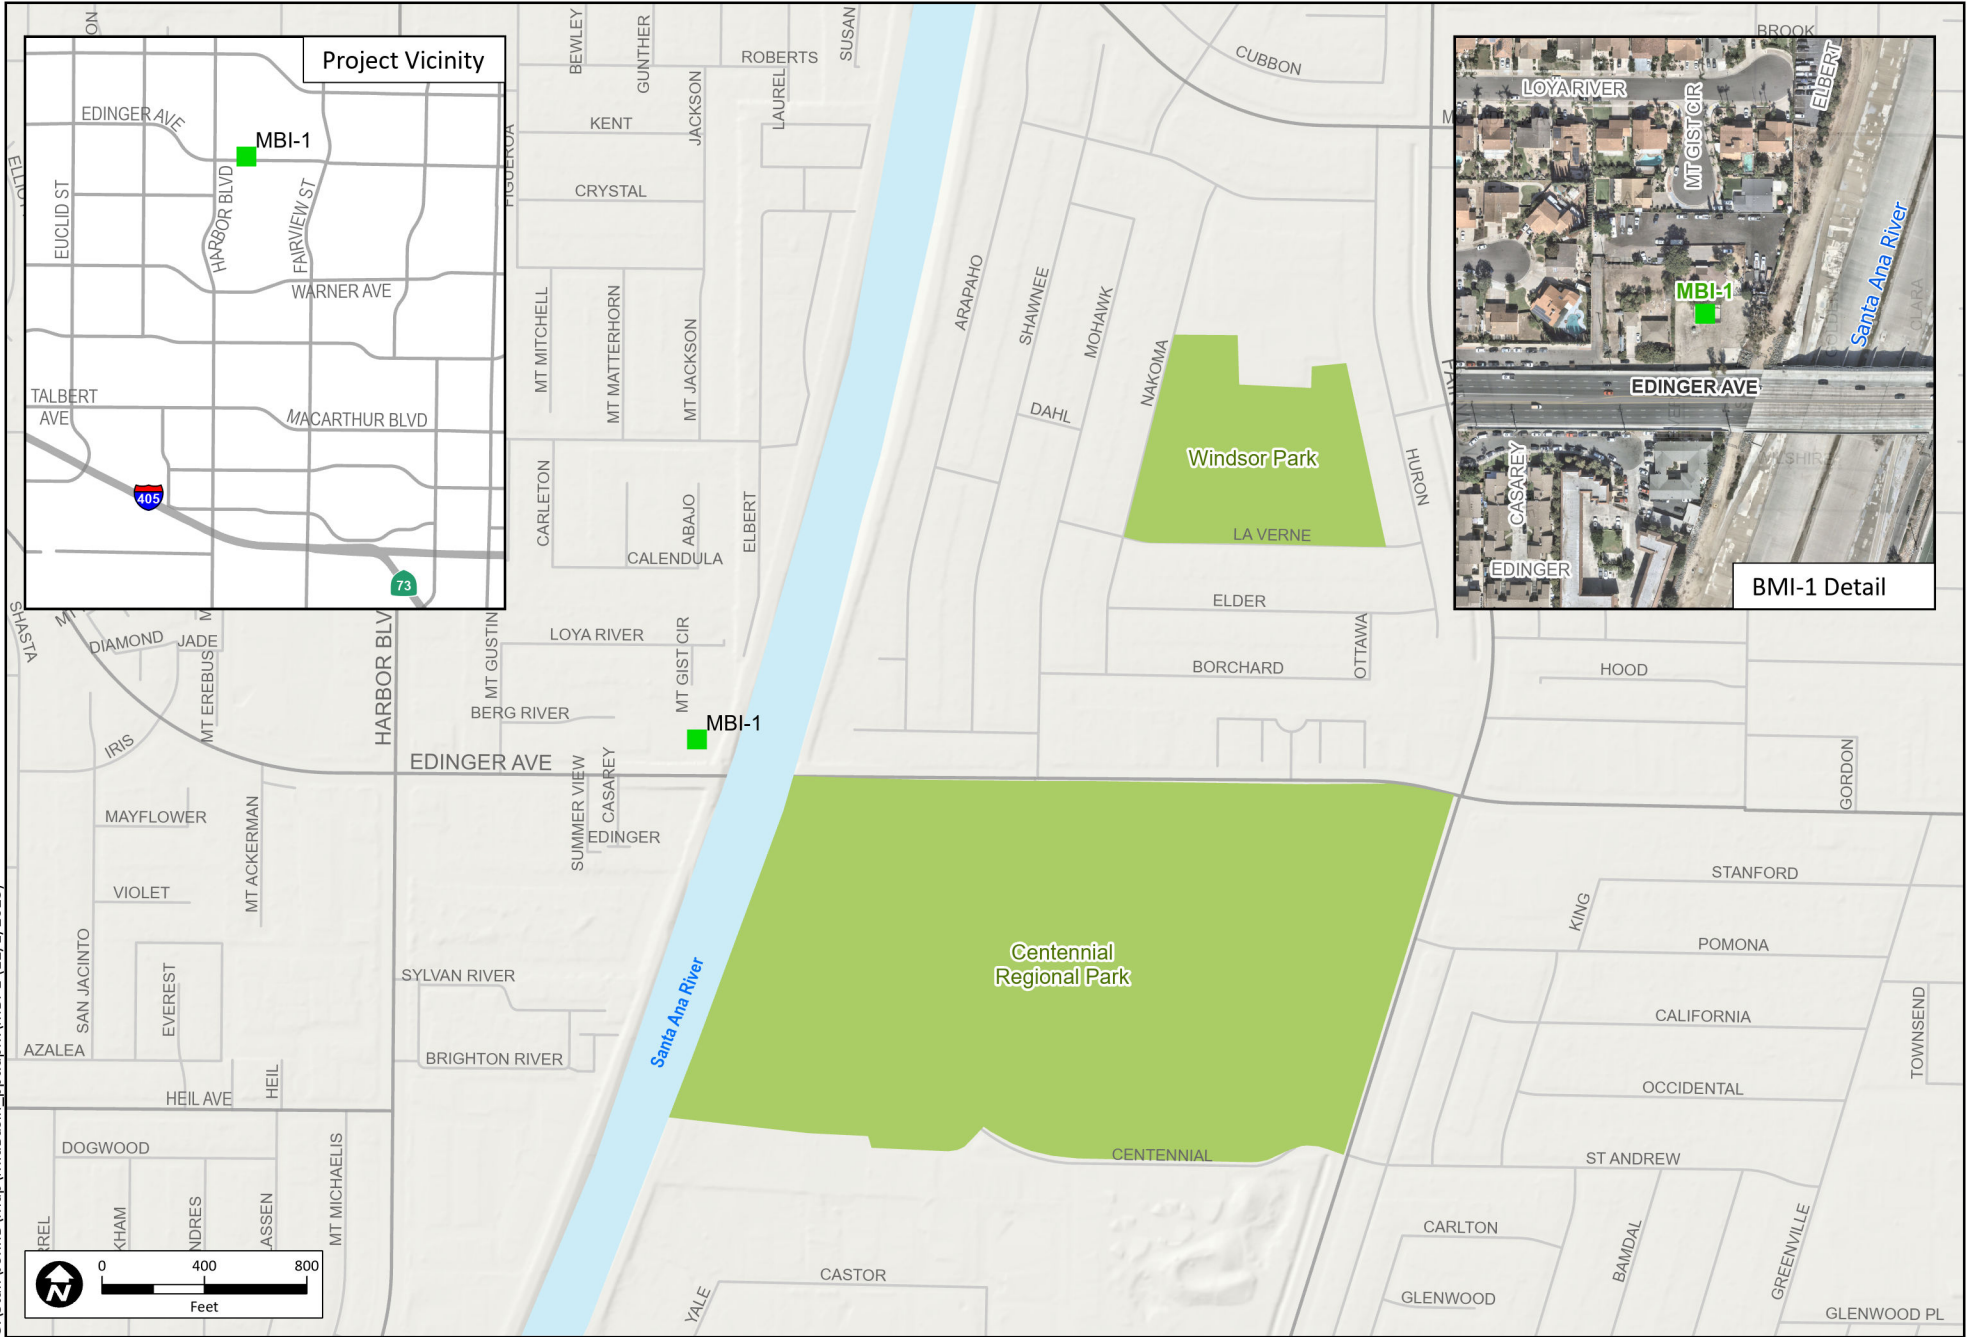 Project Vicinity
EDINGER AVE
MBI-1
EUCLID ST
HARBOR BLVD
FAIRVIEW ST
WARNER AVE
TALBERT
AVE
MACARTHUR BLVD
405
73
BEWLEY
GUNTHER
ROBERTS
SUSAN
JACKSON
LAUREL
KENT
CRYSTAL
FIGUEROA
CUBBON
BROOK
MT MITCHELL
MT MATTERHORN
MT JACKSON
ARAPAHO
SHAWNEE
MOHAWK
NAKOMA
DAHL
Windsor Park
HURON
LA VERNE
CARLETON
ABAJO
ELBERT
CALENDULA
ELDER
OTTAWA
BORCHARD
LOYA RIVER
MT GIST CIR
ELBERT
MBI-1
Santa Ana River
EDINGER AVE
CASAREY
EDINGER
BMI-1 Detail
SHASTA
MT
DIAMOND
JADE
MT EREBUS
IRIS
HARBOR BLV
MT GUSTIN
LOYA RIVER
MT GIST CIR
BERG RIVER
MBI-1
EDINGER AVE
HOOD
GORDON
MAYFLOWER
MT ACKERMAN
SUMMER VIEW
CASAREY
EDINGER
VIOLET
SAN JACINTO
EVEREST
SYLVAN RIVER
BRIGHTON RIVER
Santa Ana River
Centennial
Regional Park
STANFORD
KING
POMONA
CALIFORNIA
TOWNSEND
OCCIDENTAL
AZALEA
HEIL AVE
HEIL
DOGWOOD
MT MICHAELIS
RREL
KHAM
NDRES
ASSEN
CENTENNIAL
ST ANDREW
CARLTON
BAMDAL
GREENVILLE
GLENWOOD
GLENWOOD PL
CASTOR
YALE
N
0 400 800
Feet